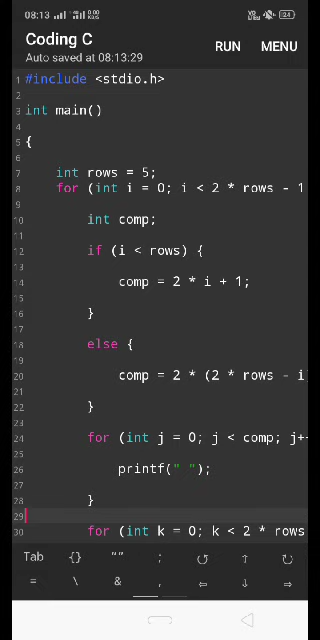 08:13
24
Coding C
RUN MENU
Auto saved at 08:13:29
1 #include <stdio.h>
2
3 int main()
4
5 {
6
7 int rows = 5;
8 for (int i = 0; i < 2 * rows - 1
9
10 int comp;
11
12 if (i < rows) {
13
14 comp = 2 * i + 1;
15
16 }
17
18 else {
19
20 comp = 2 * (2 * rows - i
21
22 }
23
24 for (int j = 0; j < comp; j+
25
26 printf(" ");
27
28 }
29
30 for (int k = 0; k < 2 * rows
Tab {} "" ; ↺ ↑ ↻
= \ & , ⇦ ↓ ⇨